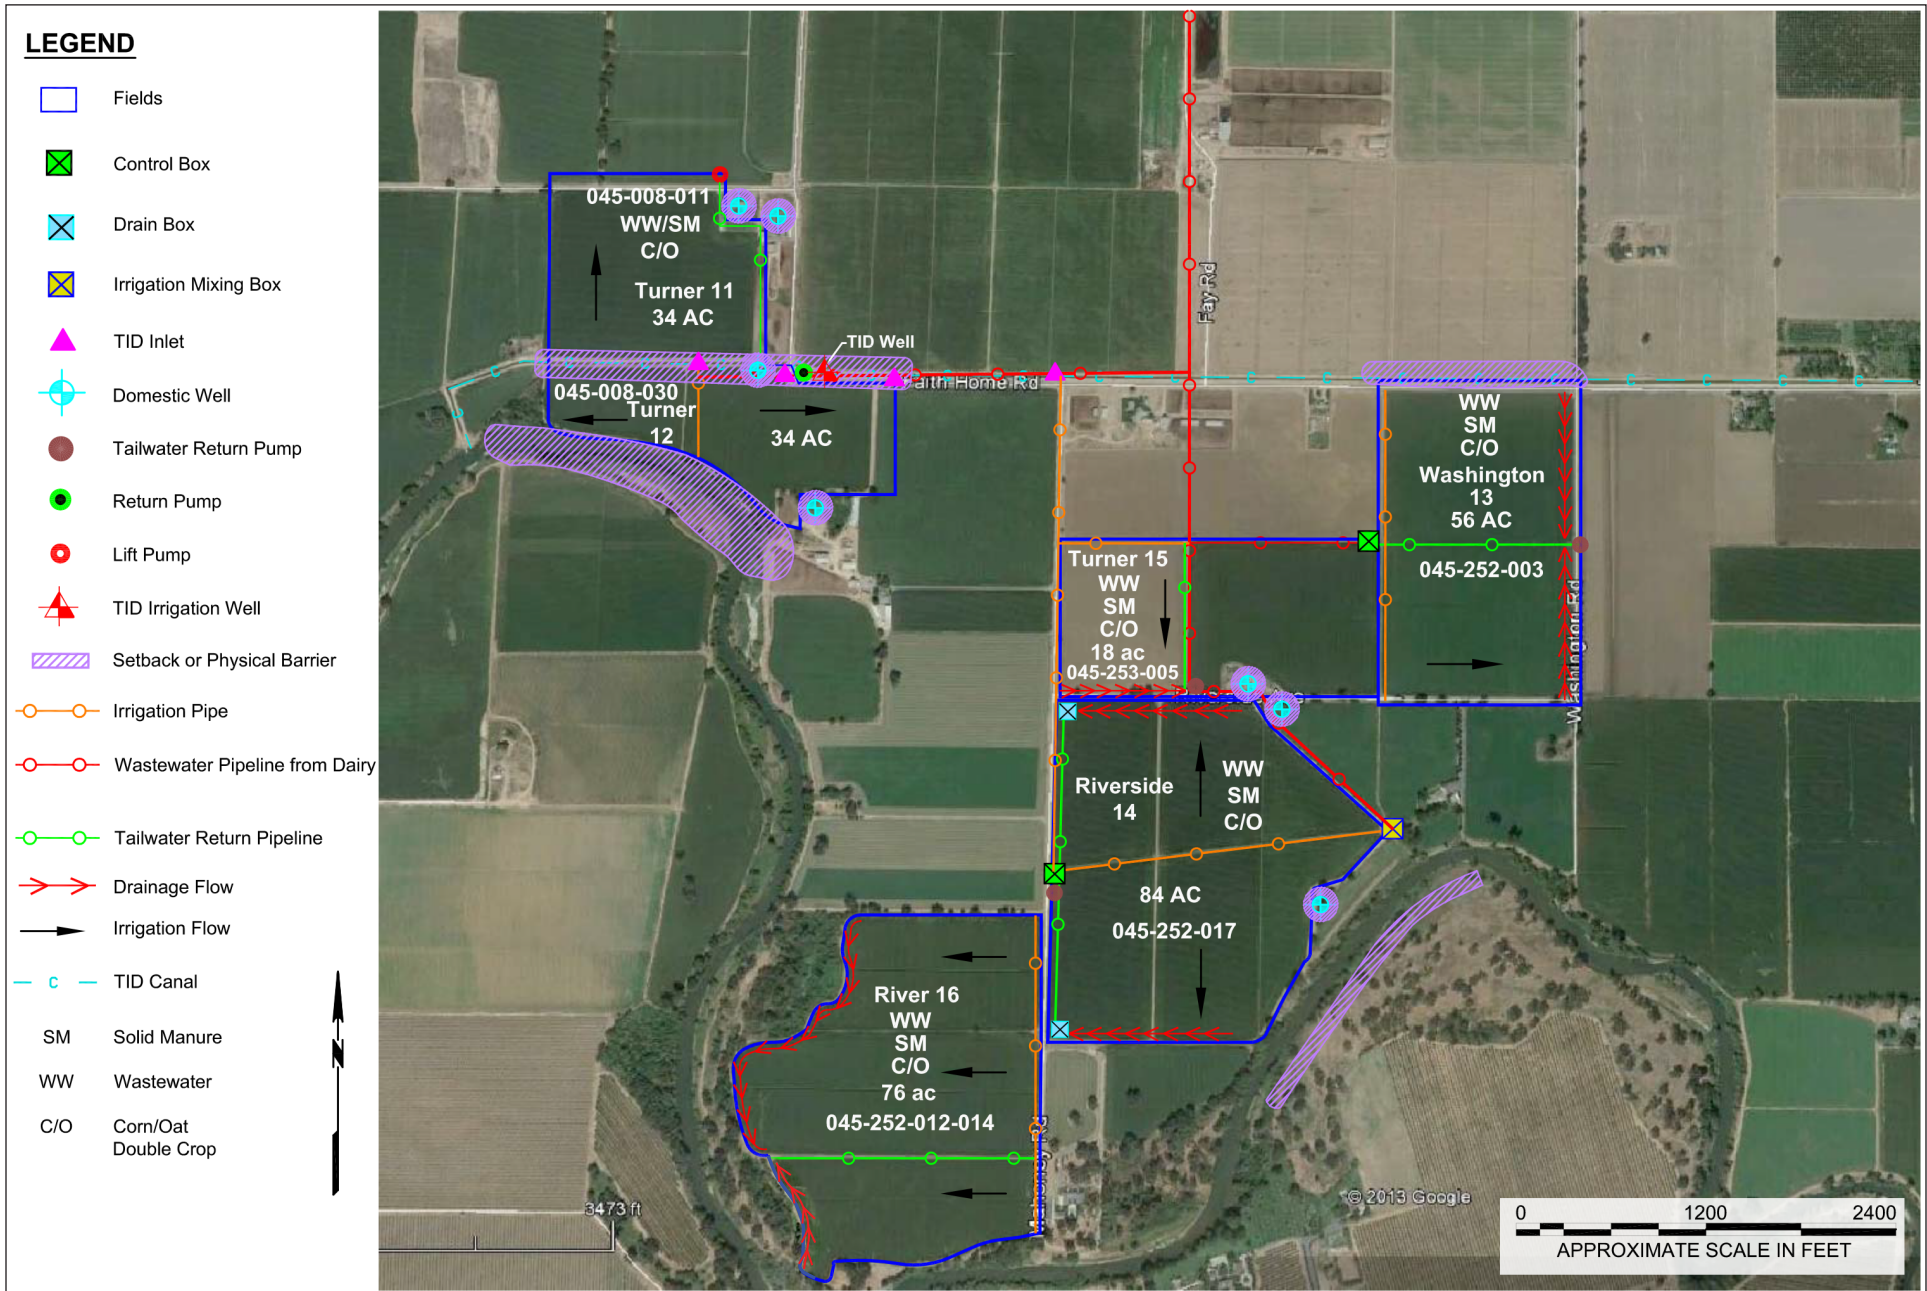 LEGEND
Fields
Control Box
Drain Box
Irrigation Mixing Box
TID Inlet
Domestic Well
Tailwater Return Pump
Return Pump
Lift Pump
TID Irrigation Well
Setback or Physical Barrier
Irrigation Pipe
Wastewater Pipeline from Dairy
Tailwater Return Pipeline
Drainage Flow
Irrigation Flow
C TID Canal
SM Solid Manure
WW Wastewater
C/O Corn/Oat
Double Crop
N
045-008-011
WW/SM
C/O
Turner 11
34 AC
TID Well
Faith Home Rd
Fay Rd
045-008-030
Turner
12
34 AC
WW
SM
C/O
Washington
13
56 AC
045-252-003
Washington Rd
Turner 15
WW
SM
C/O
18 ac
045-253-005
Riverside
14
WW
SM
C/O
84 AC
045-252-017
River 16
WW
SM
C/O
76 ac
045-252-012-014
3473 ft
© 2013 Google
0 1200 2400
APPROXIMATE SCALE IN FEET